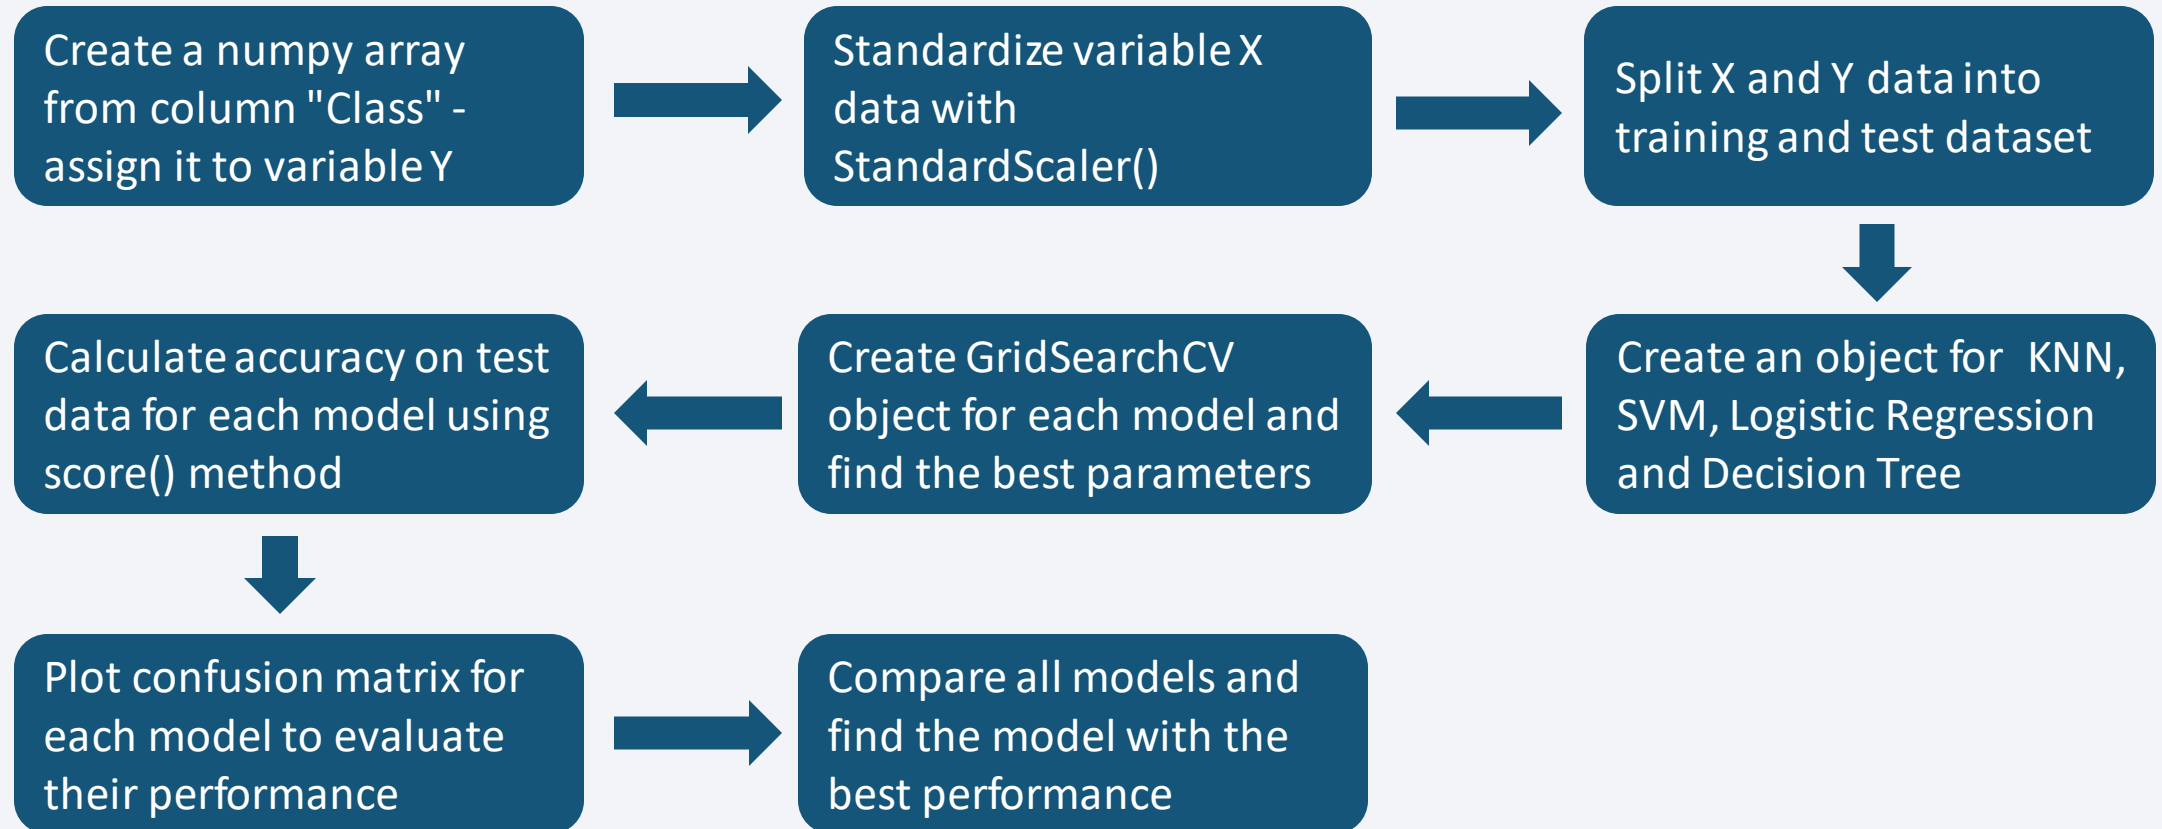 Create a numpy array
from column "Class" -
assign it to variable Y
Standardize variable X
data with
StandardScaler()
Split X and Y data into
training and test dataset
Create an object for KNN,
SVM, Logistic Regression
and Decision Tree
Create GridSearchCV
object for each model and
find the best parameters
Calculate accuracy on test
data for each model using
score() method
Plot confusion matrix for
each model to evaluate
their performance
Compare all models and
find the model with the
best performance